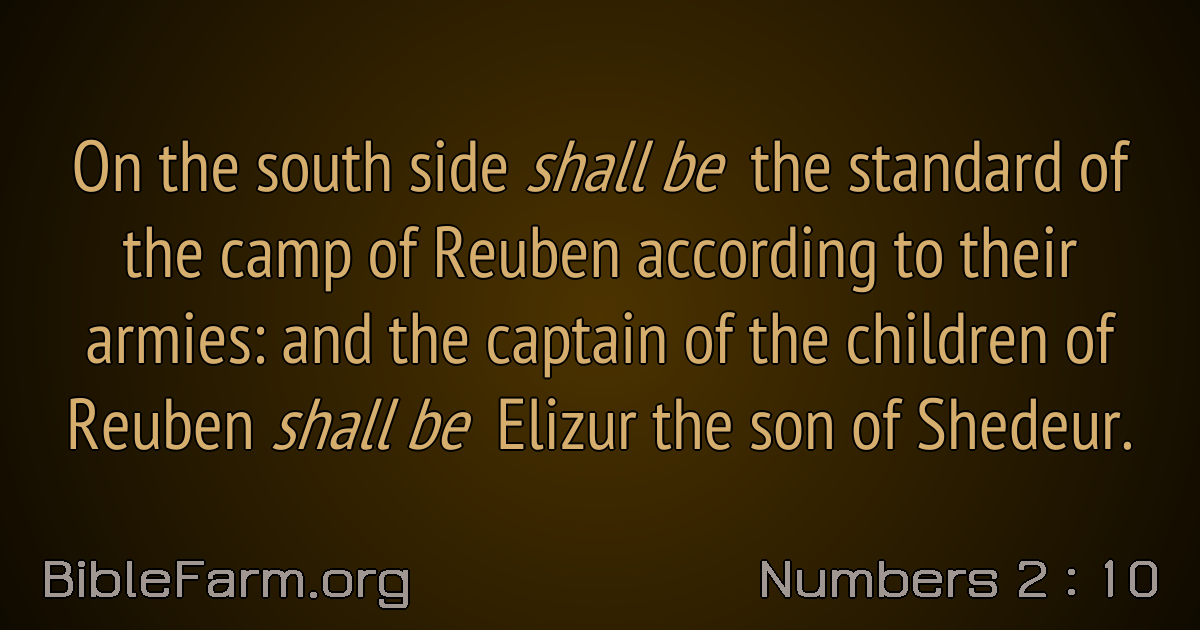 On the south side shall be the standard of
the camp of Reuben according to their
armies: and the captain of the children of
Reuben shall be Elizur the son of Shedeur.
BibleFarm.org
Numbers 2 : 10